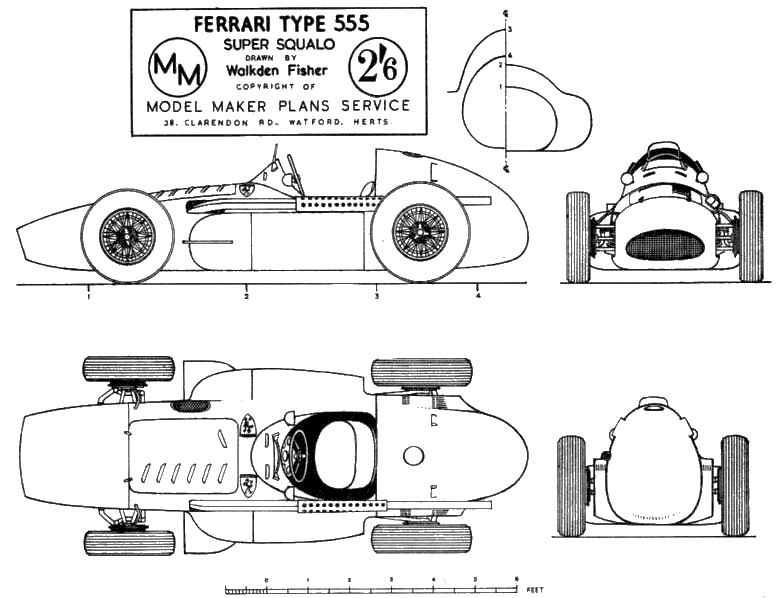 FERRARI TYPE 555
SUPER SQUALO
DRAWN BY
Walkden Fisher
COPYRIGHT OF
MM
2'6
MODEL MAKER PLANS SERVICE
38. CLARENDON RD. WATFORD. HERTS
3
4
2
1
1
2
3
4
0
1
2
3
4
5
6
FEET